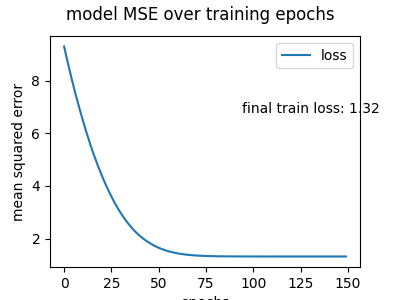 model MSE over training epochs
loss
final train loss: 1.32
mean squared error
8
6
4
2
0 25 50 75 100 125 150
epochs